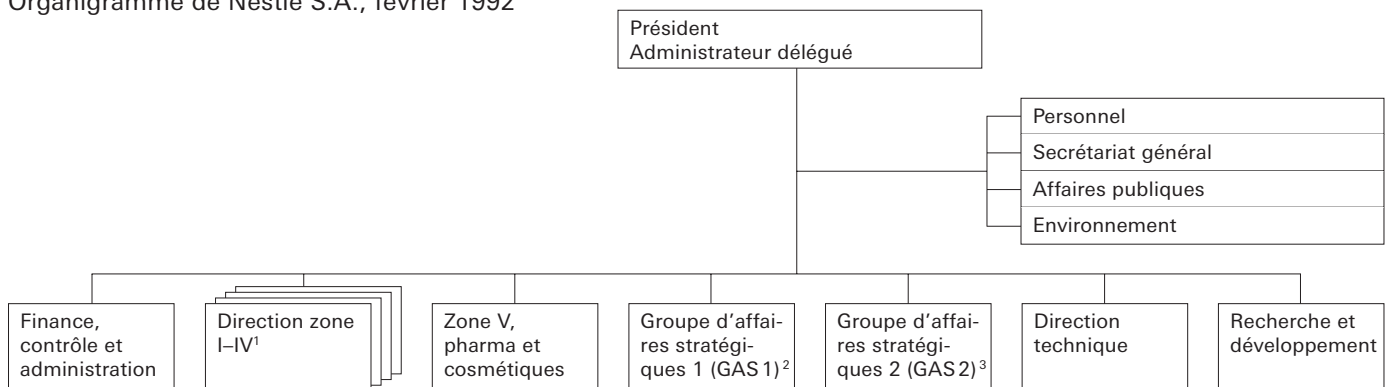 Organigramme de Nestlé S.A., février 1992
Président
Administrateur délégué
Personnel
Secrétariat général
Affaires publiques
Environnement
Finance,
contrôle et
administration
Direction zone
I–IV¹
Zone V,
pharma et
cosmétiques
Groupe d'affai-
res stratégi-
ques 1 (GAS 1)²
Groupe d'affai-
res stratégi-
ques 2 (GAS 2)³
Direction
technique
Recherche et
développement